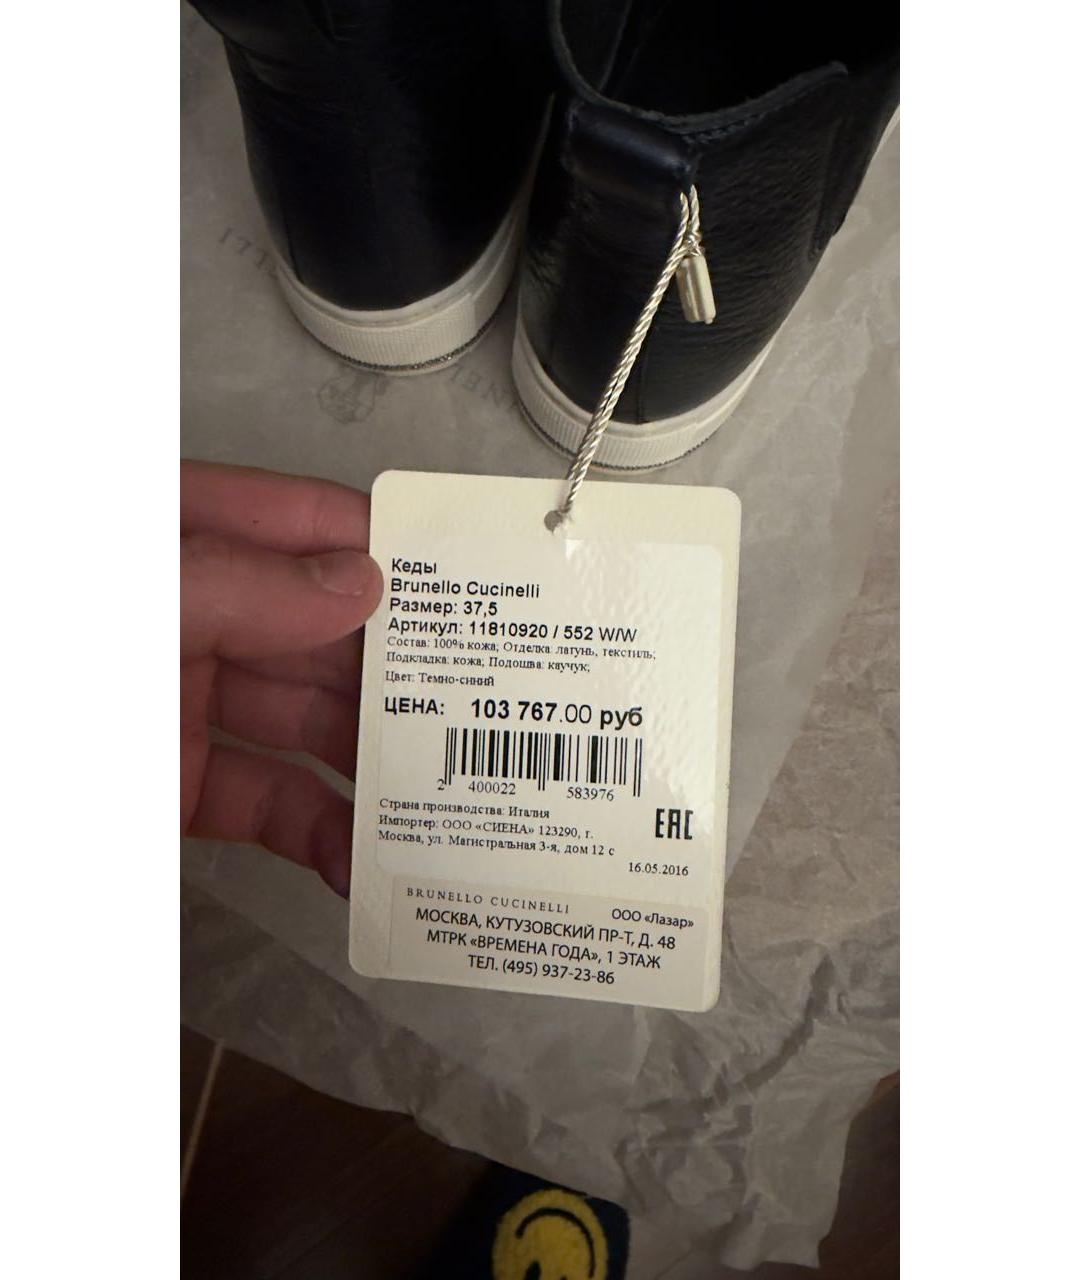 Кеды
Brunello Cucinelli
Размер: 37,5
Артикул: 11810920 / 552 W/W
Состав: 100% кожа; Отделка: латунь, текстиль;
Подкладка: кожа; Подошва: каучук;
Цвет: Темно-синий
ЦЕНА: 103 767.00 руб
2 400022 583976
Страна производства: Италия
Импортер: ООО «СИЕНА» 123290, г.
Москва, ул. Магистральная 3-я, дом 12 с
EAC
16.05.2016
BRUNELLO CUCINELLI
ООО «Лазар»
МОСКВА, КУТУЗОВСКИЙ ПР-Т, Д. 48
МТРК «ВРЕМЕНА ГОДА», 1 ЭТАЖ
ТЕЛ. (495) 937-23-86